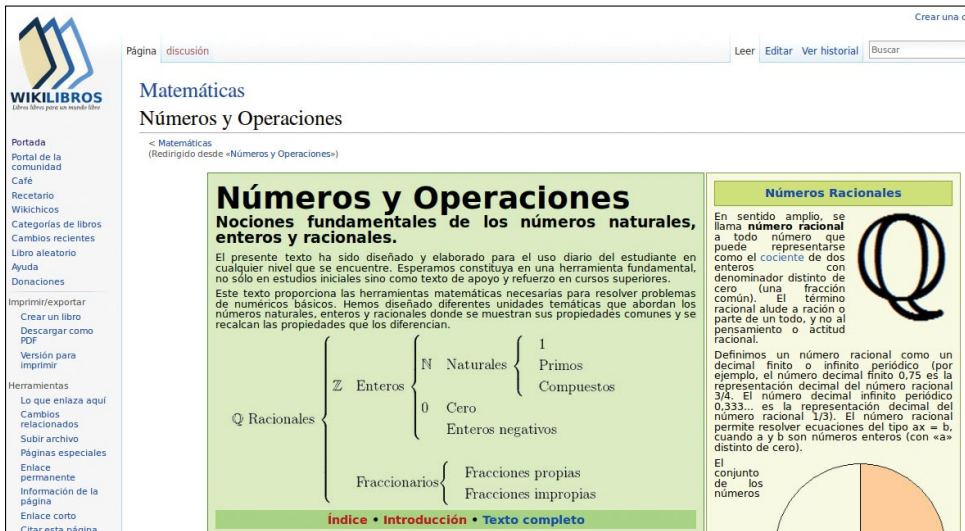 Crear una c
Página discusión
Leer Editar Ver historial Buscar
WIKILIBROS
Libros libres para un mundo libre
Matemáticas
Números y Operaciones
< Matemáticas
(Redirigido desde «Números y Operaciones»)
Portada
Portal de la
comunidad
Café
Recetario
Wikichicos
Categorías de libros
Cambios recientes
Libro aleatorio
Ayuda
Donaciones
Imprimir/exportar
Crear un libro
Descargar como
PDF
Versión para
imprimir
Herramientas
Lo que enlaza aquí
Cambios
relacionados
Subir archivo
Páginas especiales
Enlace
permanente
Información de la
página
Enlace corto
Citar esta página
Números y Operaciones
Nociones fundamentales de los números naturales,
enteros y racionales.
El presente texto ha sido diseñado y elaborado para el uso diario del estudiante en
cualquier nivel que se encuentre. Esperamos constituya en una herramienta fundamental,
no sólo en estudios iniciales sino como texto de apoyo y refuerzo en cursos superiores.
Este texto proporciona las herramientas matemáticas necesarias para resolver problemas
de numéricos básicos. Hemos diseñado diferentes unidades temáticas que abordan los
números naturales, enteros y racionales donde se muestran sus propiedades comunes y se
recalcan las propiedades que los diferencian.
1
ℕ Naturales Primos
ℤ Enteros Compuestos
0 Cero
ℚ Racionales
Enteros negativos
Fraccionarios Fracciones propias
Fracciones impropias
Índice • Introducción • Texto completo
Números Racionales
En sentido amplio, se
llama número racional
a todo número que
puede representarse
como el cociente de dos
enteros con
denominador distinto de
cero (una fracción
común). El término
racional alude a ración o
parte de un todo, y no al
pensamiento o actitud
racional.
ℚ
Definimos un número racional como un
decimal finito o infinito periódico (por
ejemplo, el número decimal finito 0,75 es la
representación decimal del número racional
3/4. El número decimal infinito periódico
0,333... es la representación decimal del
número racional 1/3). El número racional
permite resolver ecuaciones del tipo ax = b,
cuando a y b son números enteros (con «a»
distinto de cero).
El
conjunto
de los
números